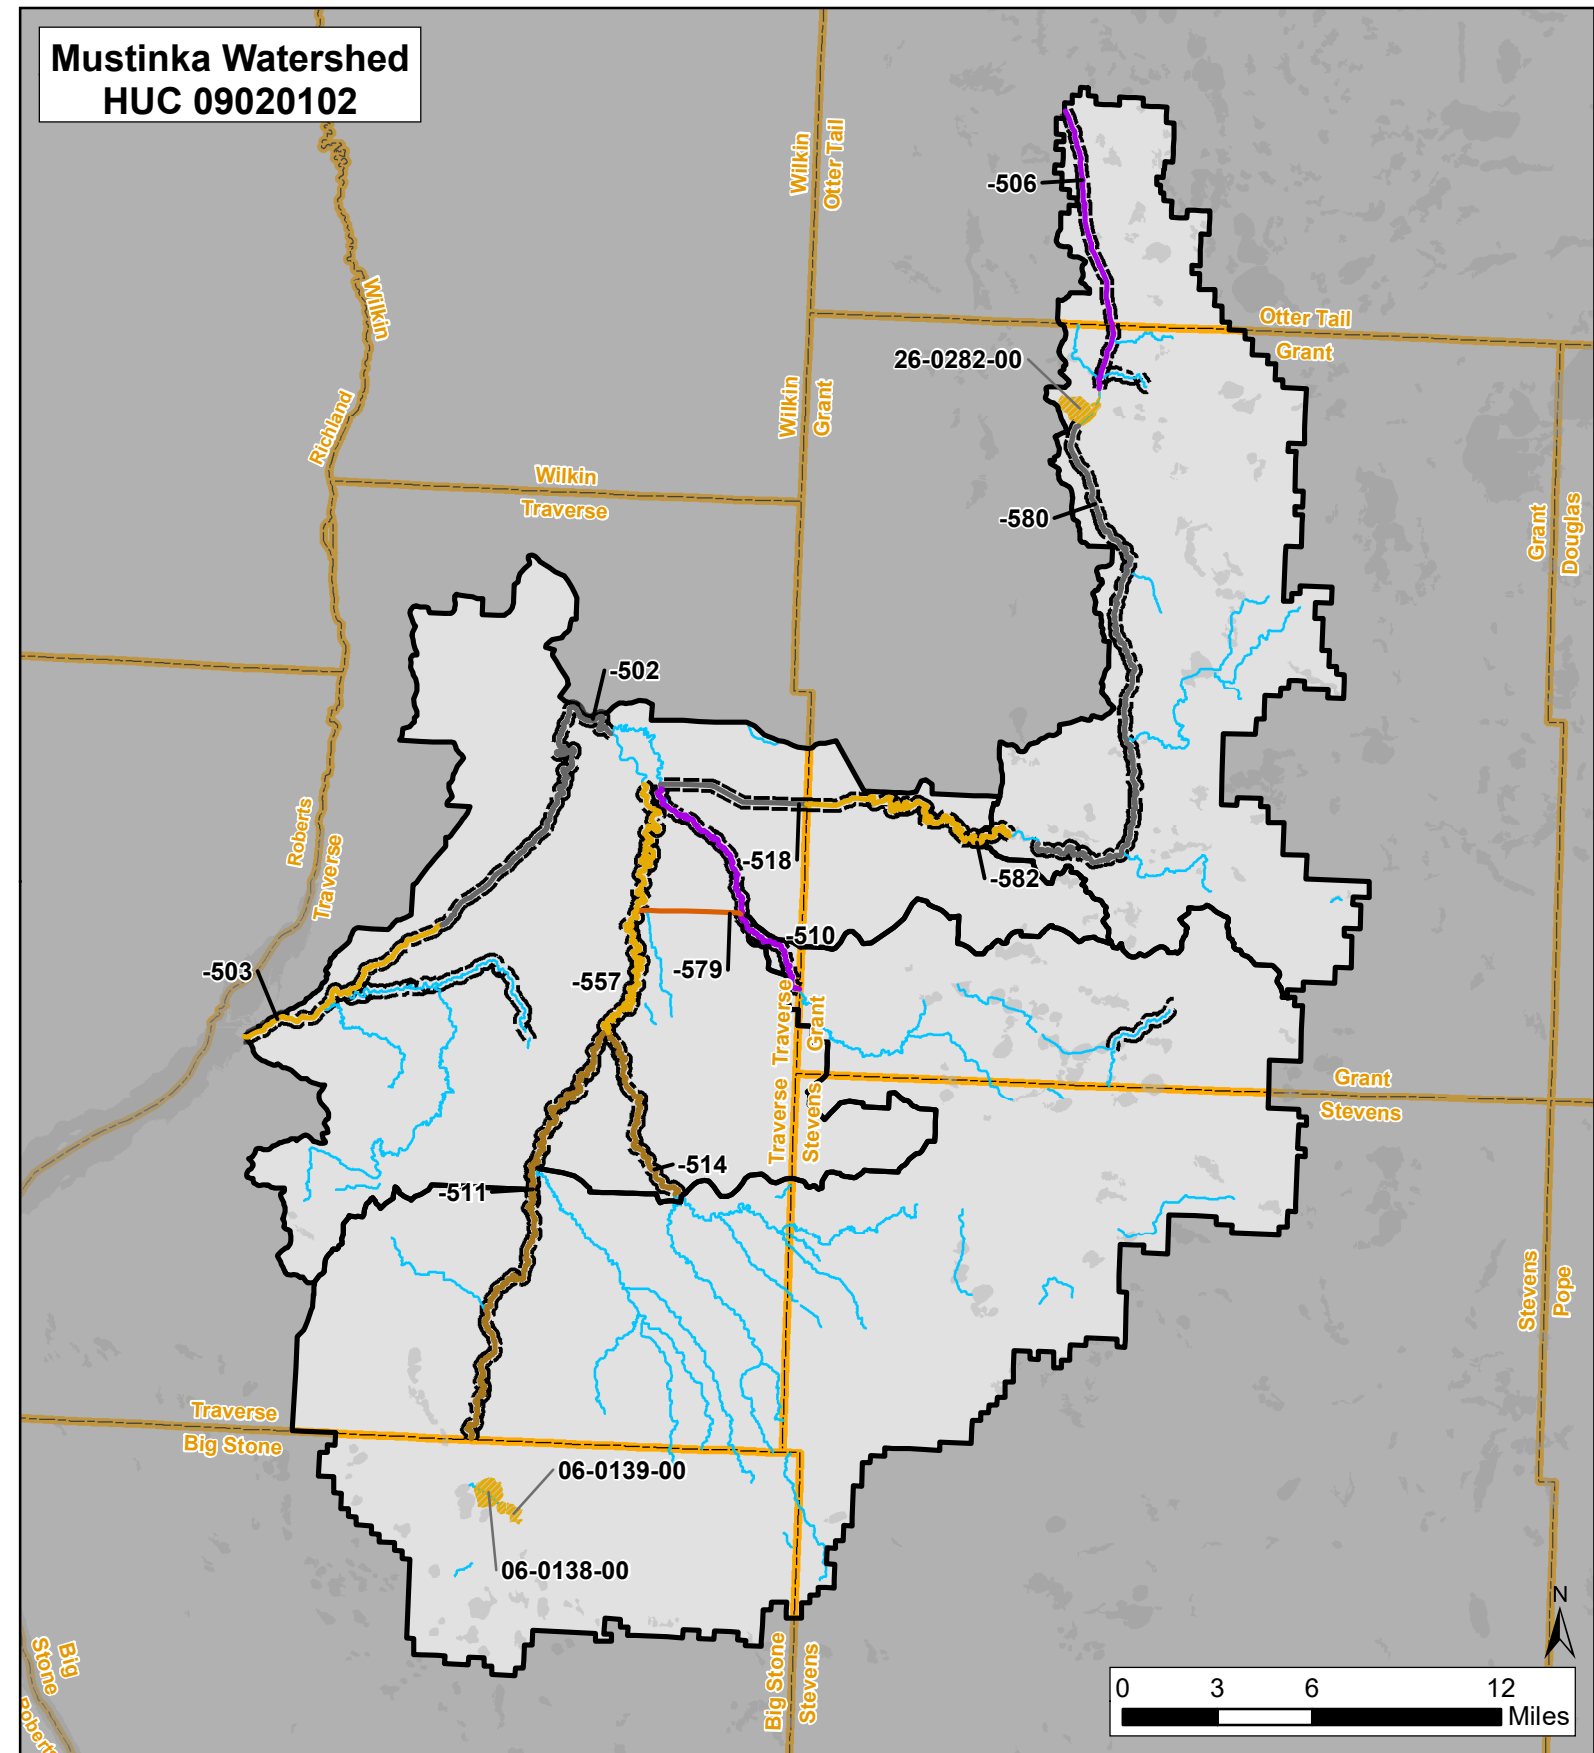 Mustinka Watershed
HUC 09020102
Wilkin
Otter Tail
-506
Wilkin
Otter Tail
Grant
26-0282-00
Wilkin
Grant
Richland
Wilkin
Traverse
Grant
Douglas
-580
-502
Roberts
Traverse
-518
-582
-510
-503
-557
-579
Traverse
Grant
Grant
Stevens
Traverse
Stevens
-514
-511
Stevens
Pope
Traverse
Big Stone
06-0139-00
06-0138-00
Big
Stone
Roberts
Big Stone
Stevens
N
0 3 6 12
Miles